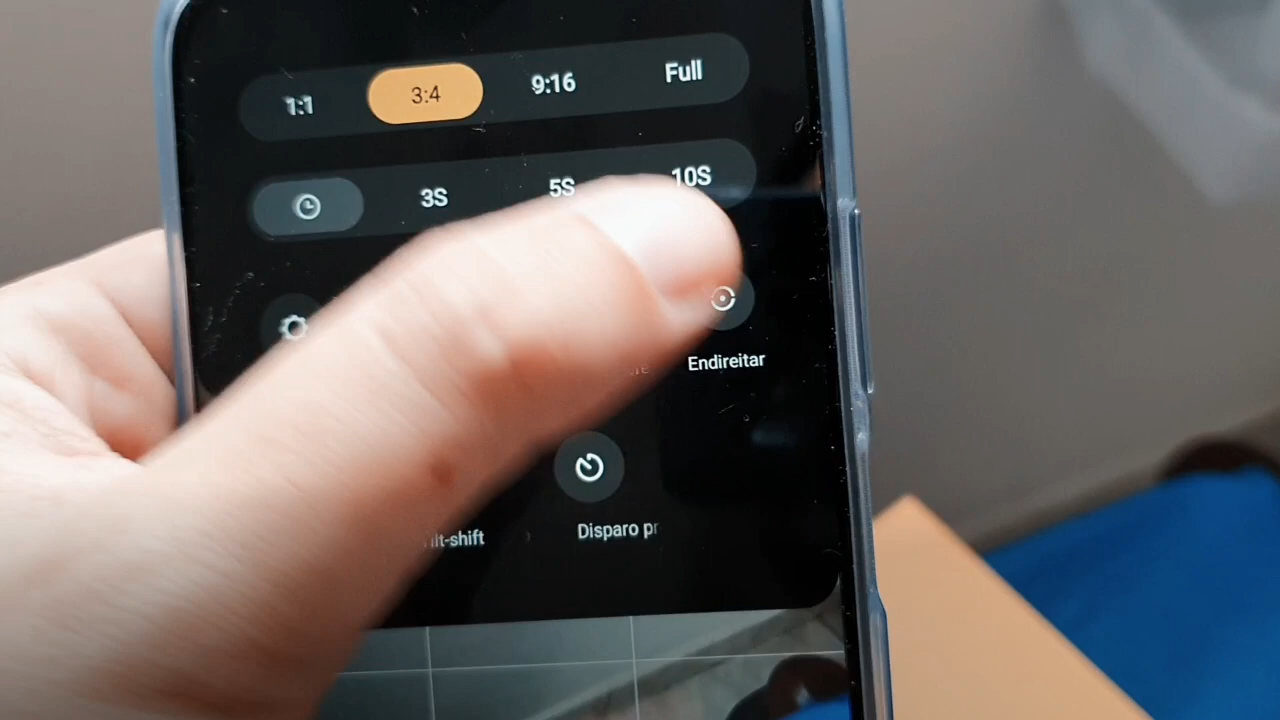 1:1 3:4 9:16 Full
3S 5S 10S
Endireitar
ilt-shift Disparo pr